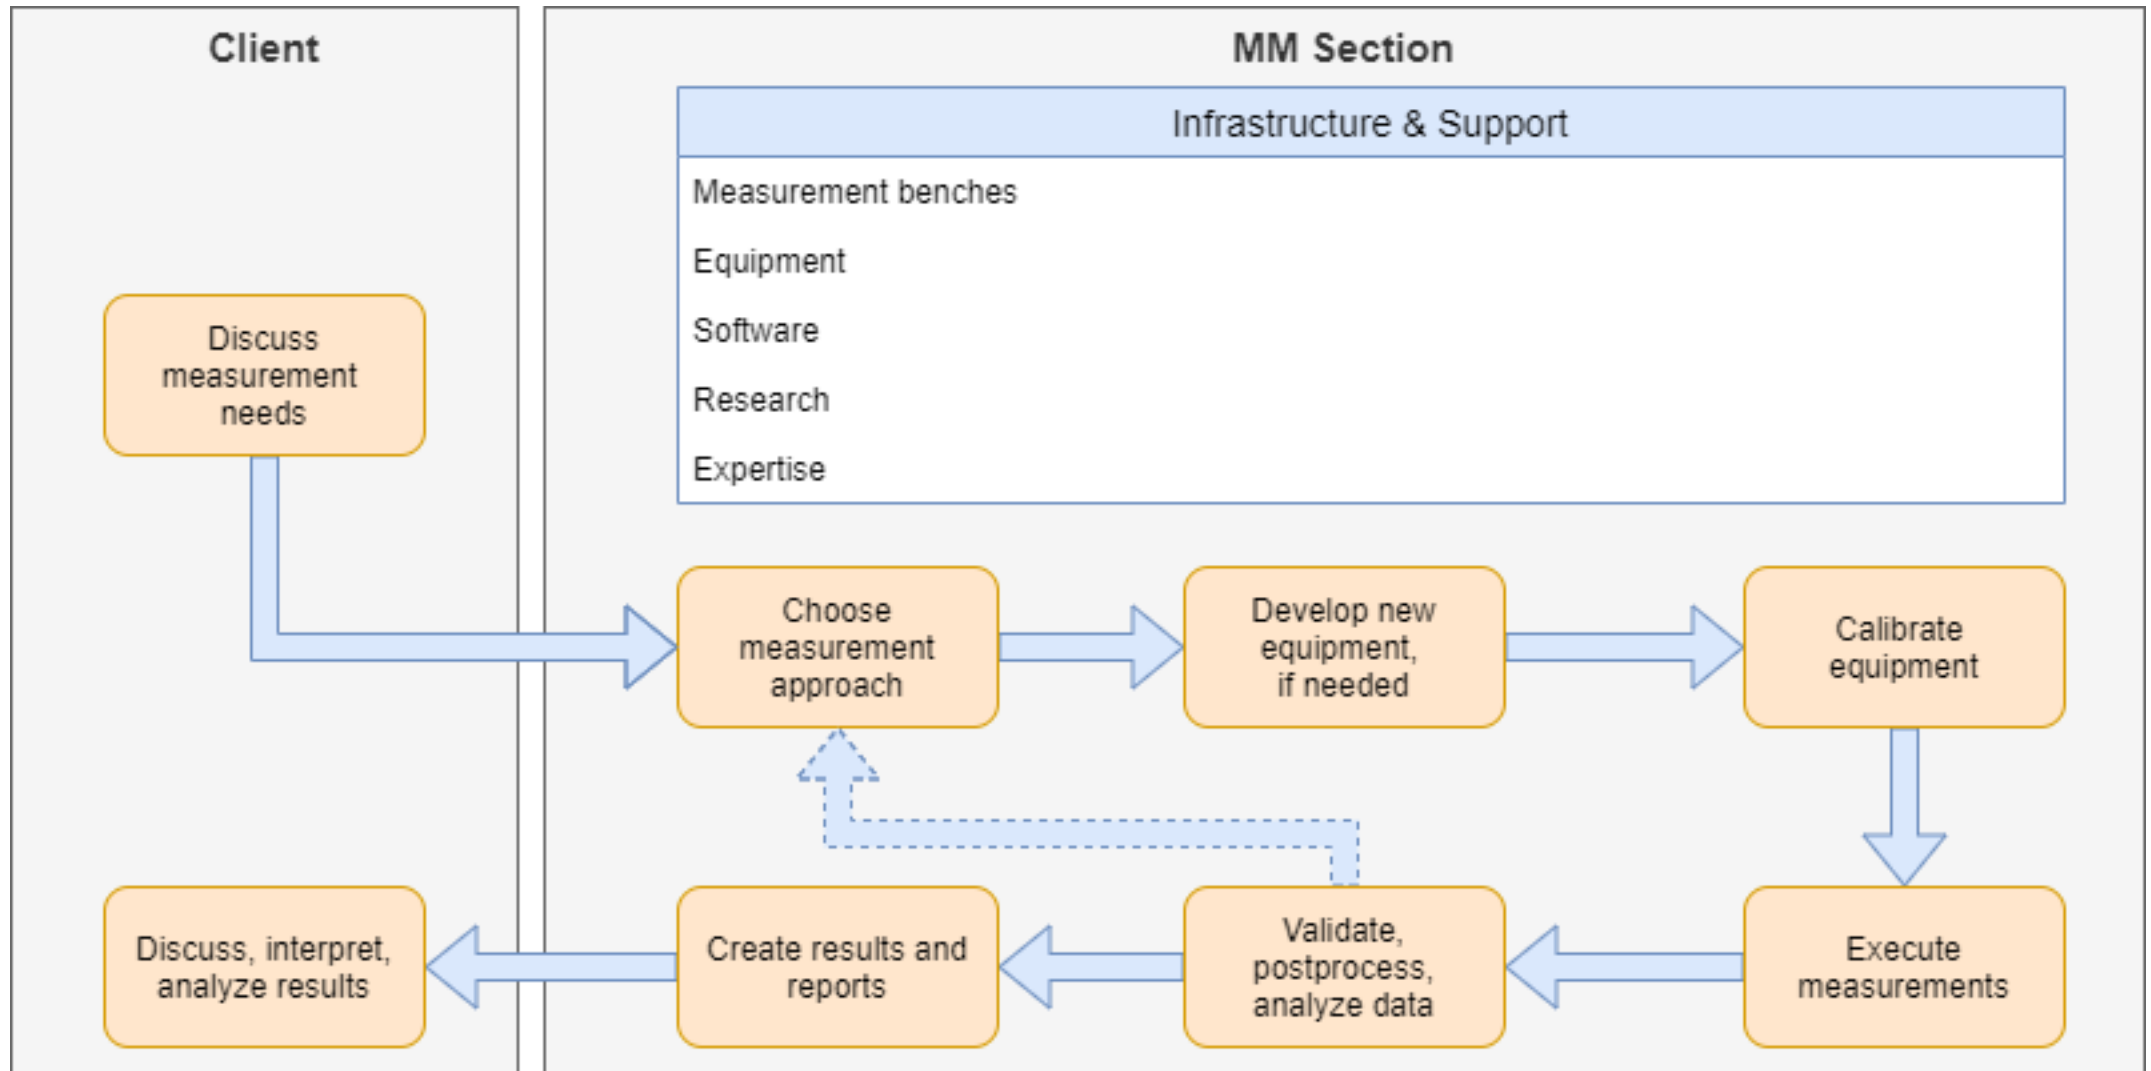 Client
Discuss
measurement
needs
Discuss, interpret,
analyze results
MM Section
Infrastructure & Support
Measurement benches
Equipment
Software
Research
Expertise
Choose
measurement
approach
Develop new
equipment,
if needed
Calibrate
equipment
Create results and
reports
Validate,
postprocess,
analyze data
Execute
measurements